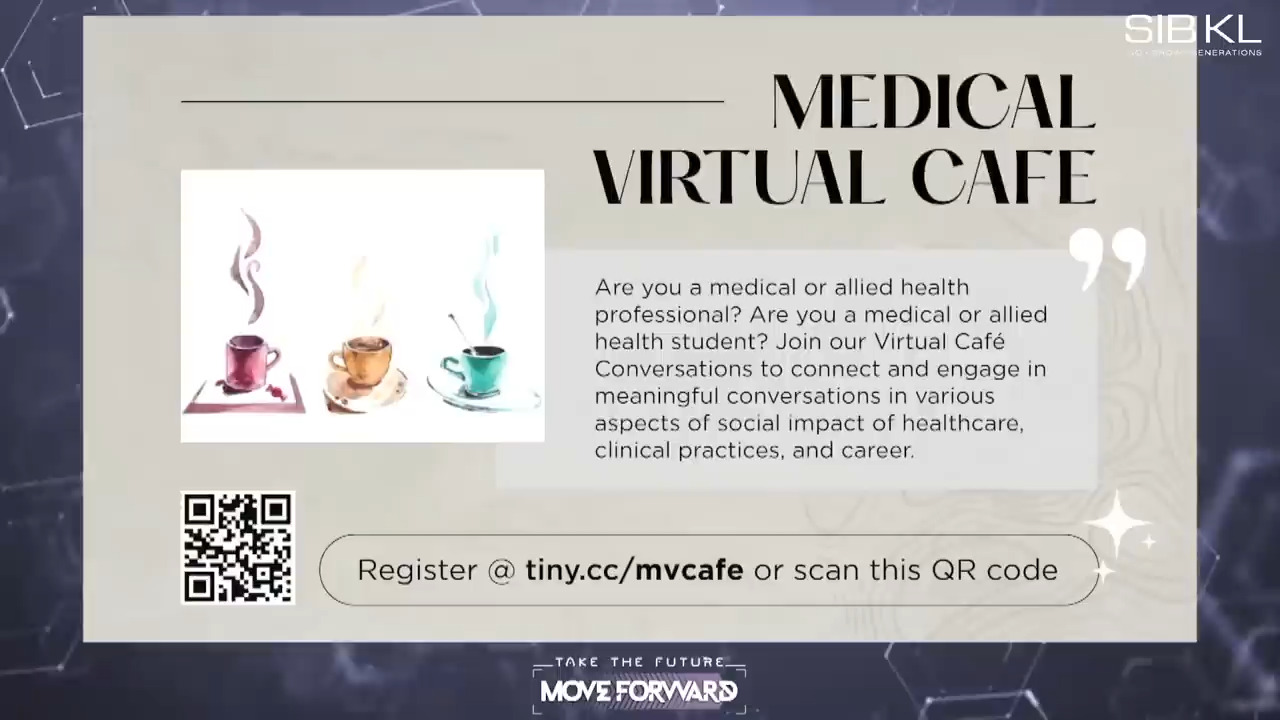 SIB KL
MEDICAL
VIRTUAL CAFE
Are you a medical or allied health
professional? Are you a medical or allied
health student? Join our Virtual Café
Conversations to connect and engage in
meaningful conversations in various
aspects of social impact of healthcare,
clinical practices, and career.
Register @ tiny.cc/mvcafe or scan this QR code
TAKE THE FUTURE
MOVE FORWARD